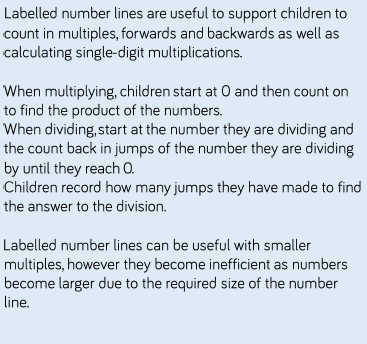 Labelled number lines are useful to support children to
count in multiples, forwards and backwards as well as
calculating single-digit multiplications.
When multiplying, children start at 0 and then count on
to find the product of the numbers.
When dividing, start at the number they are dividing and
the count back in jumps of the number they are dividing
by until they reach 0.
Children record how many jumps they have made to find
the answer to the division.
Labelled number lines can be useful with smaller
multiples, however they become inefficient as numbers
become larger due to the required size of the number
line.